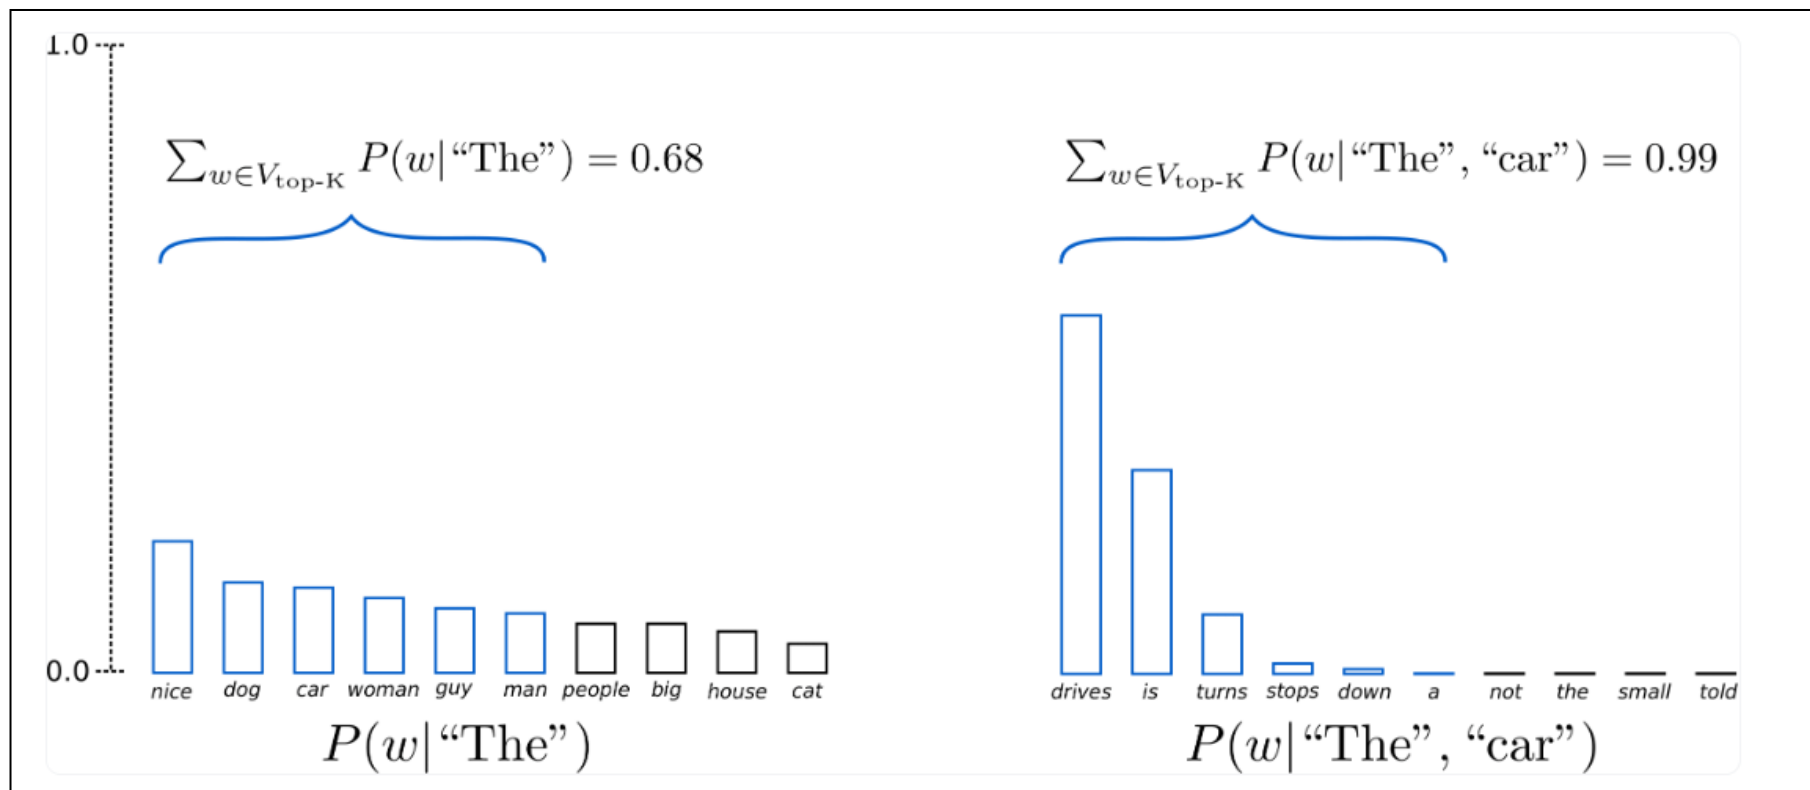 1.0
∑w∈Vtop-K P(w|“The”) = 0.68
∑w∈Vtop-K P(w|“The”, “car”) = 0.99
0.0
nice dog car woman guy man people big house cat
drives is turns stops down a not the small told
P(w|“The”)
P(w|“The”, “car”)